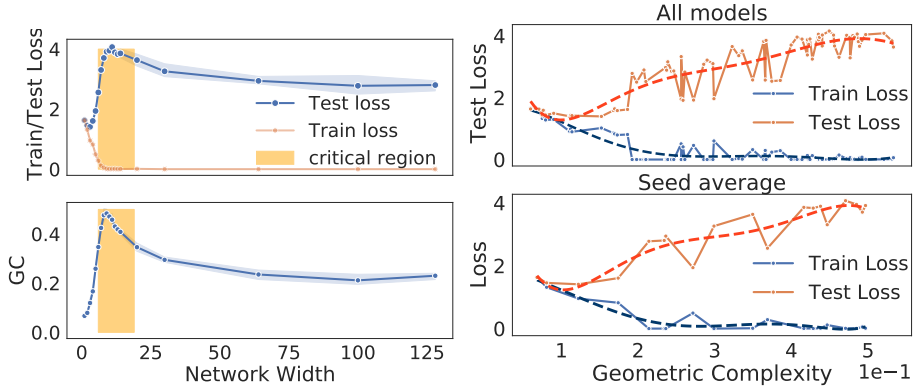 Train/Test Loss
4
2
0
Test loss
Train loss
critical region
GC
0.4
0.2
0.0
0 25 50 75 100 125
Network Width
All models
Test Loss
4
2
0
Train Loss
Test Loss
Seed average
Loss
4
2
0
Train Loss
Test Loss
1 2 3 4 5
Geometric Complexity 1e−1